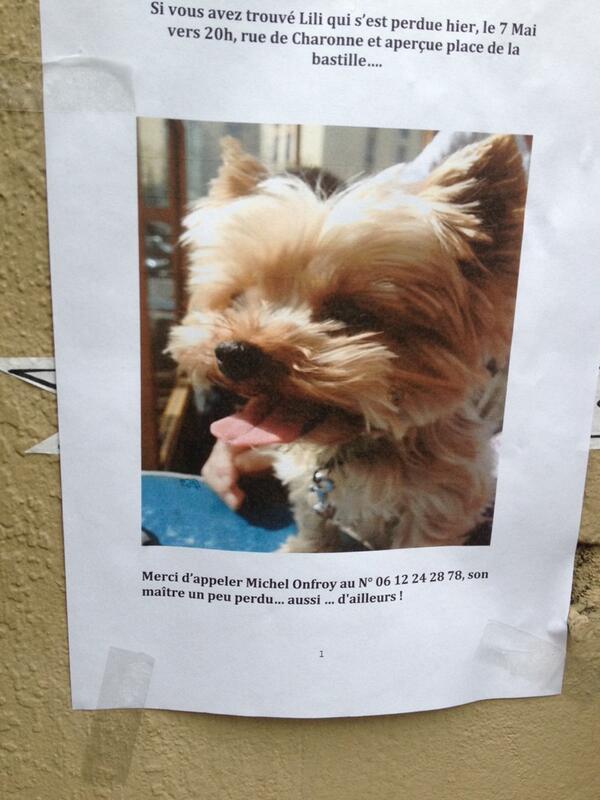 Si vous avez trouvé Lili qui s'est perdue hier, le 7 Mai
vers 20h, rue de Charonne et aperçue place de la
bastille....
Merci d'appeler Michel Onfroy au N° 06 12 24 28 78, son
maître un peu perdu... aussi ... d'ailleurs !
1